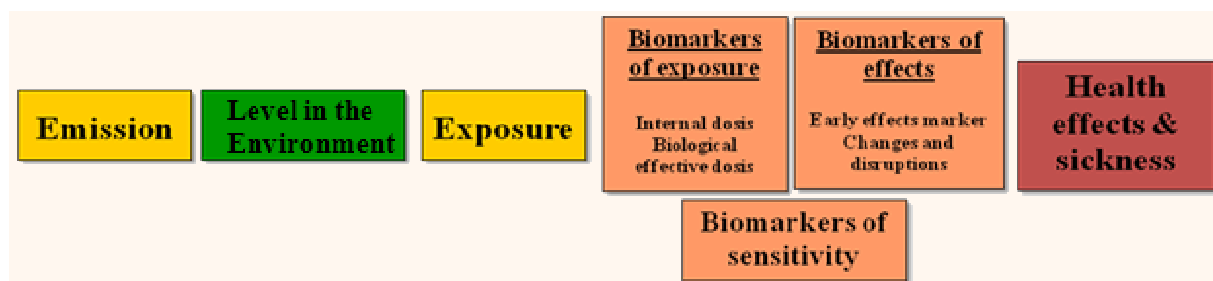 Emission
Level in the
Environment
Exposure
Biomarkers
of exposure
Internal dosis
Biological
effective dosis
Biomarkers of
effects
Early effects marker
Changes and
disruptions
Biomarkers of
sensitivity
Health
effects &
sickness